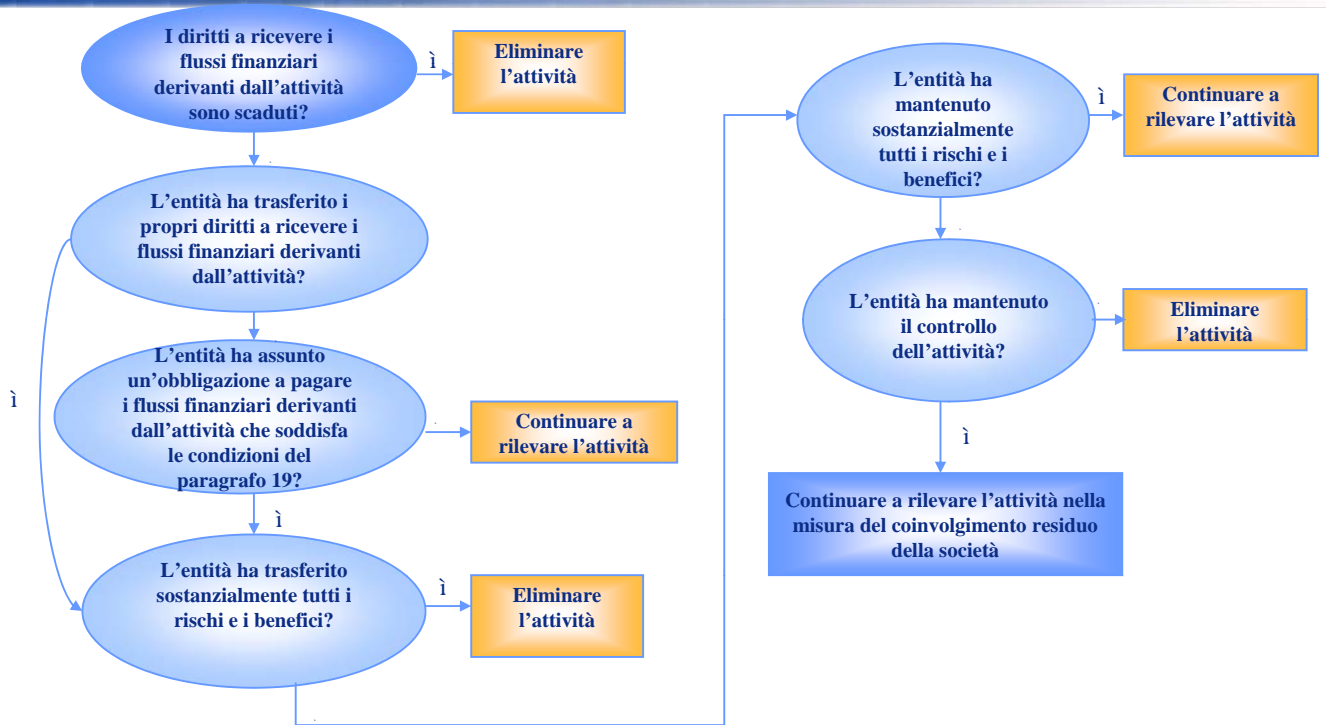 I diritti a ricevere i
flussi finanziari
derivanti dall’attività
sono scaduti?
ì
Eliminare
l’attività
L’entità ha trasferito i
propri diritti a ricevere i
flussi finanziari derivanti
dall’attività?
ì
L’entità ha assunto
un’obbligazione a pagare
i flussi finanziari derivanti
dall’attività che soddisfa
le condizioni del
paragrafo 19?
Continuare a
rilevare l’attività
ì
L’entità ha trasferito
sostanzialmente tutti i
rischi e i benefici?
ì
Eliminare
l’attività
L’entità ha
mantenuto
sostanzialmente
tutti i rischi e i
benefici?
ì
Continuare a
rilevare l’attività
L’entità ha mantenuto
il controllo
dell’attività?
Eliminare
l’attività
ì
Continuare a rilevare l’attività nella
misura del coinvolgimento residuo
della società